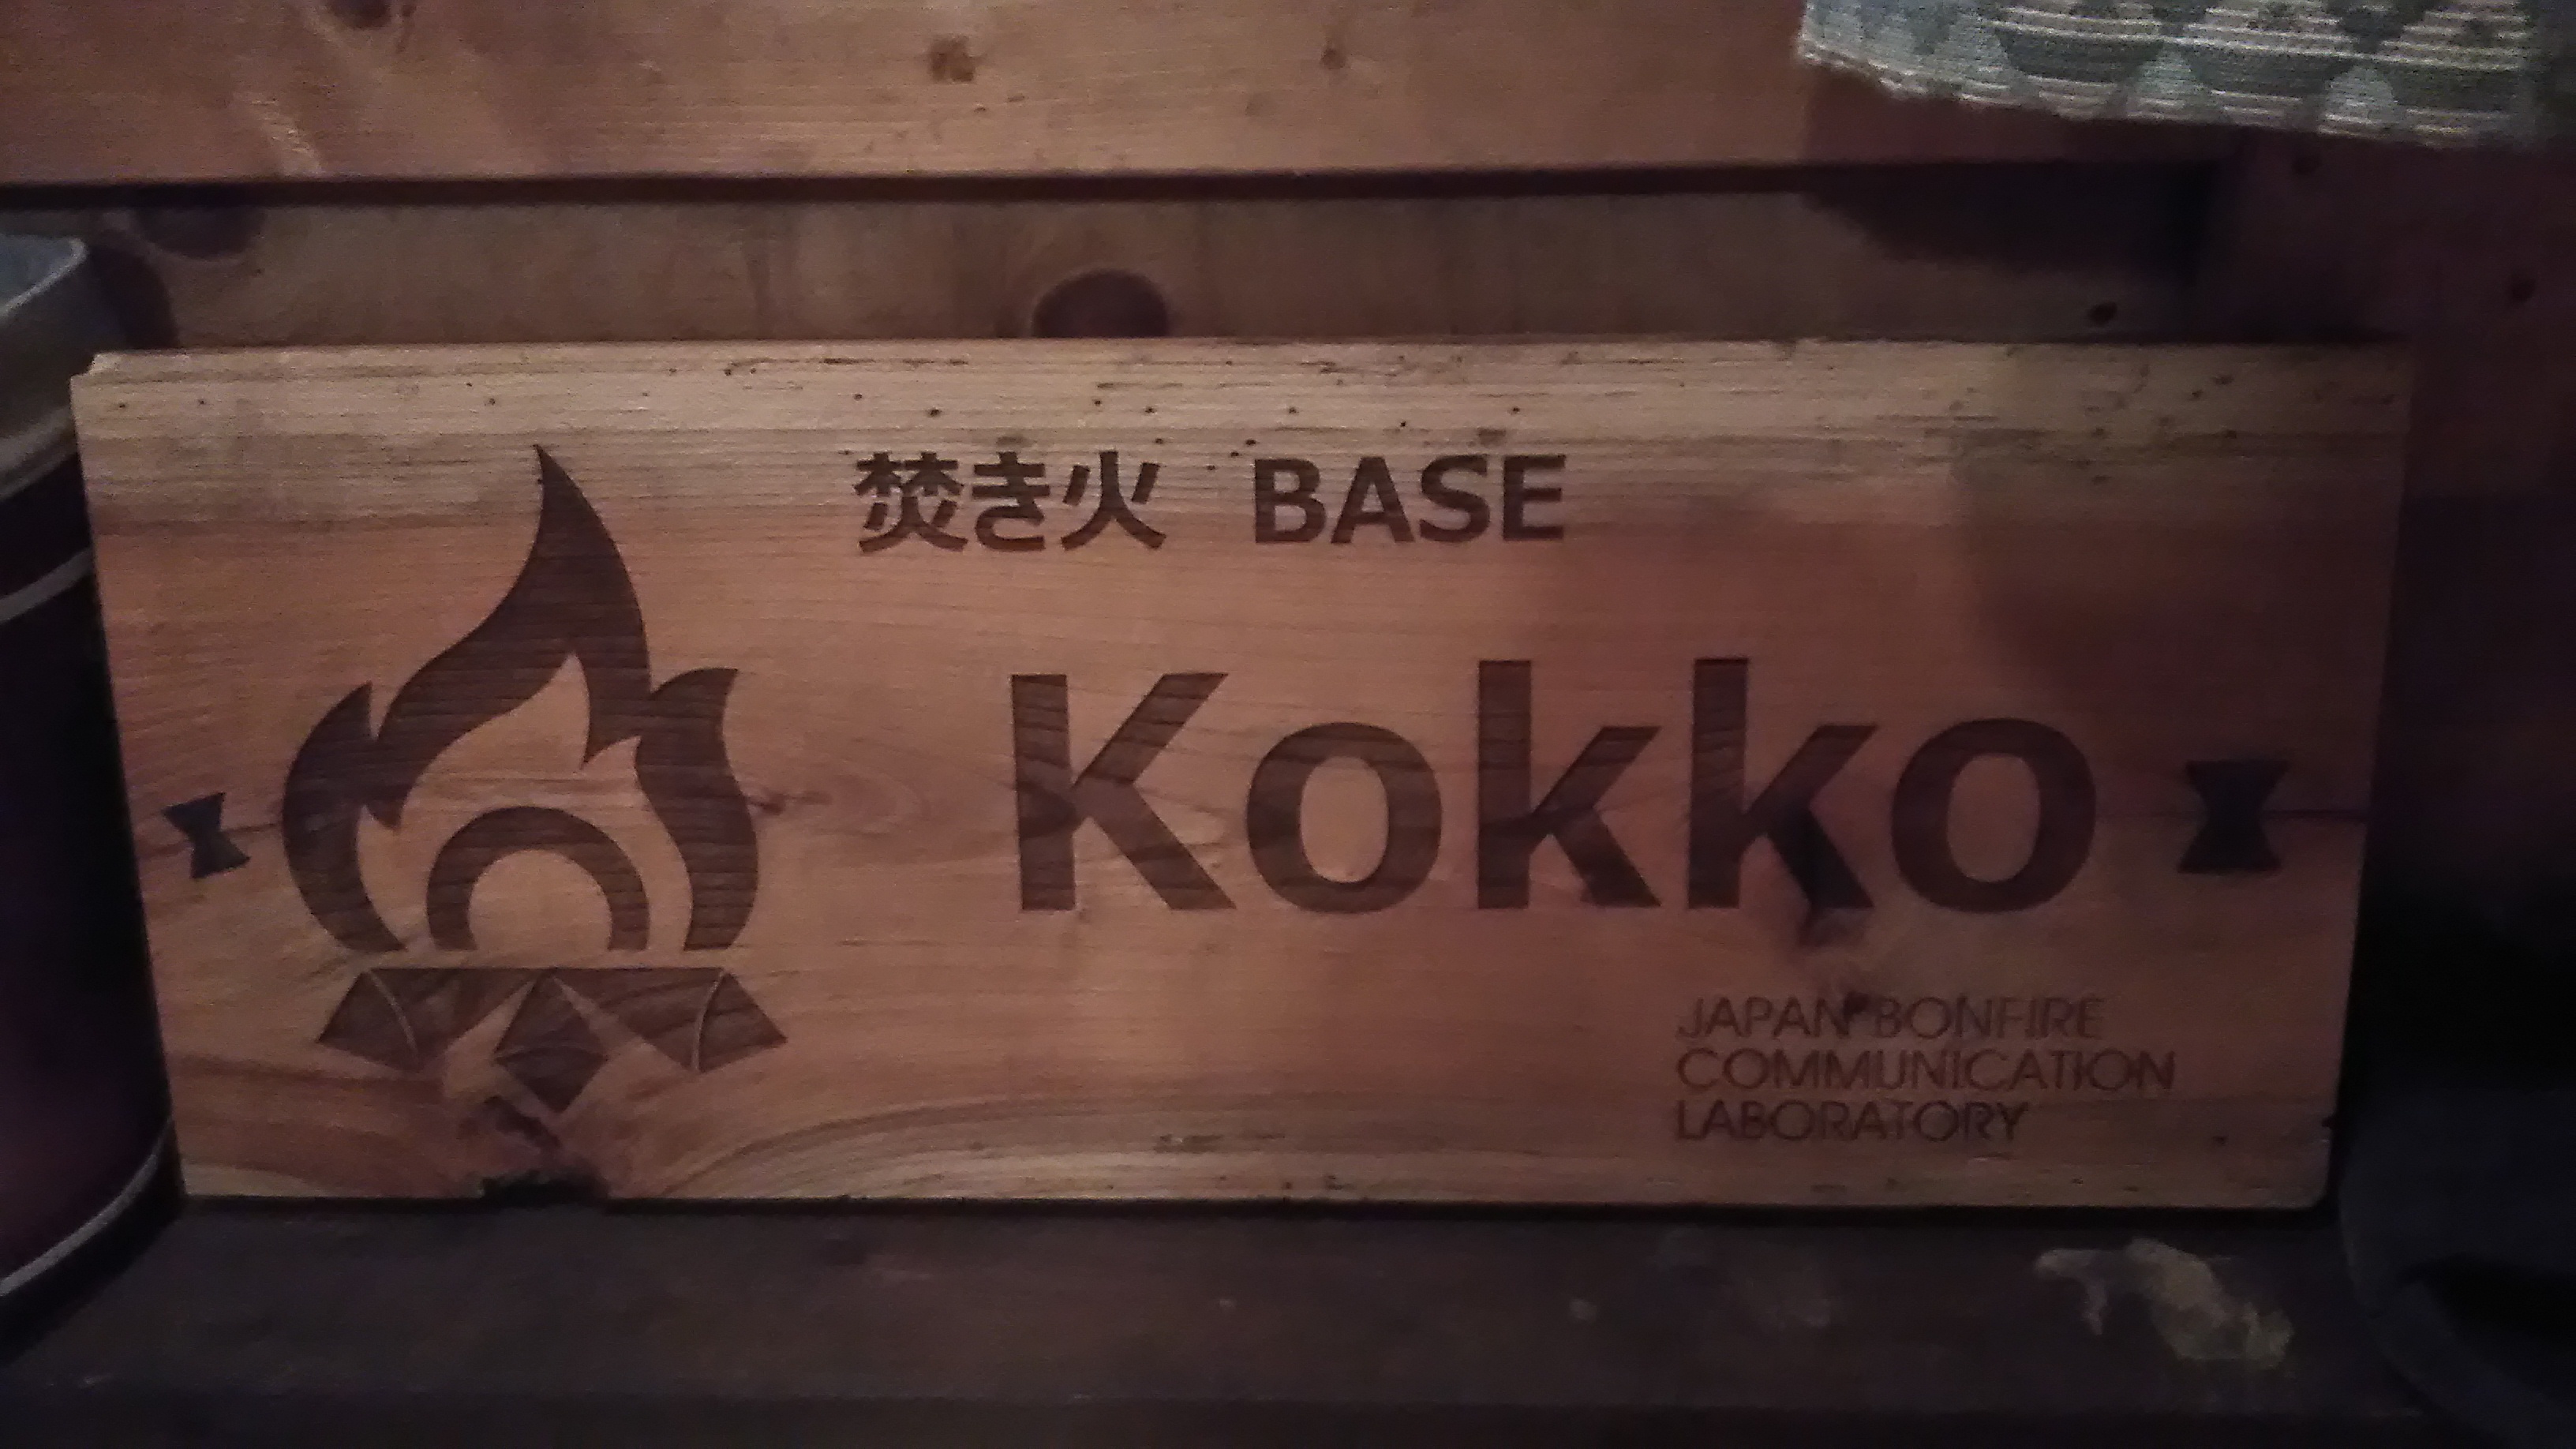 焚き火 BASE
Kokko
JAPAN BONFIRE
COMMUNICATION
LABORATORY